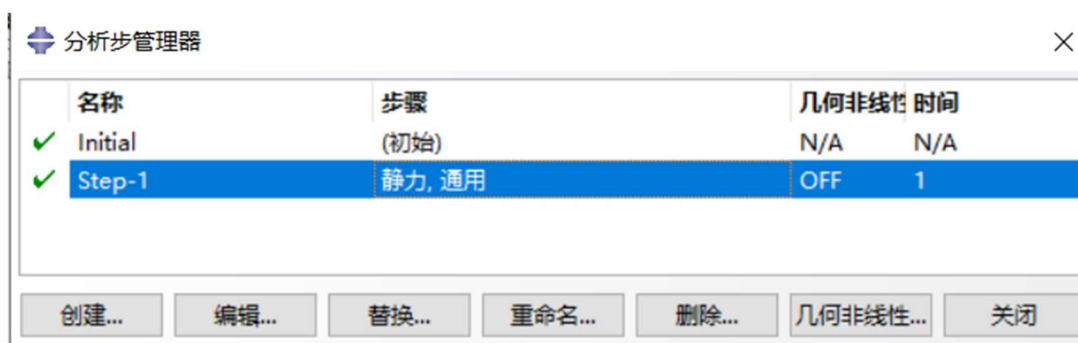 分析步管理器
名称 步骤 几何非线性 时间
Initial (初始) N/A N/A
Step-1 静力, 通用 OFF 1
创建... 编辑... 替换... 重命名... 删除... 几何非线性... 关闭